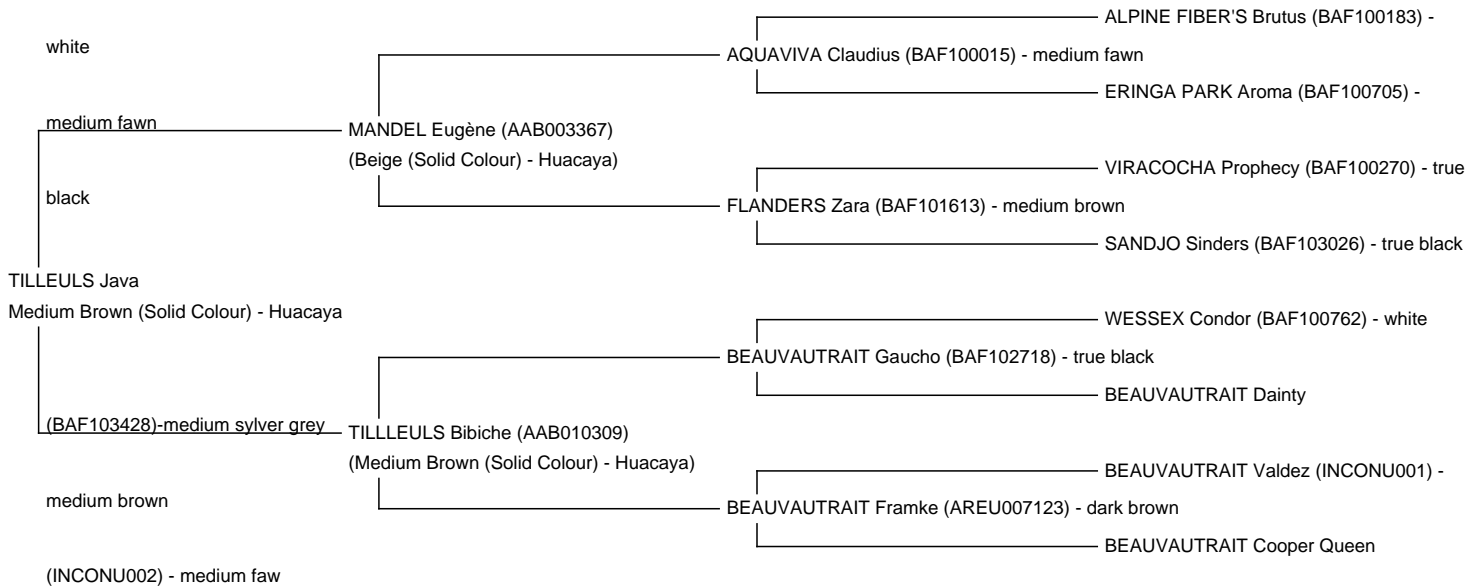 ALPINE FIBER'S Brutus (BAF100183) -
white
AQUAVIVA Claudius (BAF100015) - medium fawn
ERINGA PARK Aroma (BAF100705) -
medium fawn
MANDEL Eugène (AAB003367)
(Beige (Solid Colour) - Huacaya)
VIRACOCHA Prophecy (BAF100270) - true
black
FLANDERS Zara (BAF101613) - medium brown
SANDJO Sinders (BAF103026) - true black
TILLEULS Java
Medium Brown (Solid Colour) - Huacaya
WESSEX Condor (BAF100762) - white
BEAUVAUTRAIT Gaucho (BAF102718) - true black
BEAUVAUTRAIT Dainty
(BAF103428)-medium sylver grey
TILLLEULS Bibiche (AAB010309)
(Medium Brown (Solid Colour) - Huacaya)
BEAUVAUTRAIT Valdez (INCONU001) -
medium brown
BEAUVAUTRAIT Framke (AREU007123) - dark brown
BEAUVAUTRAIT Cooper Queen
(INCONU002) - medium faw